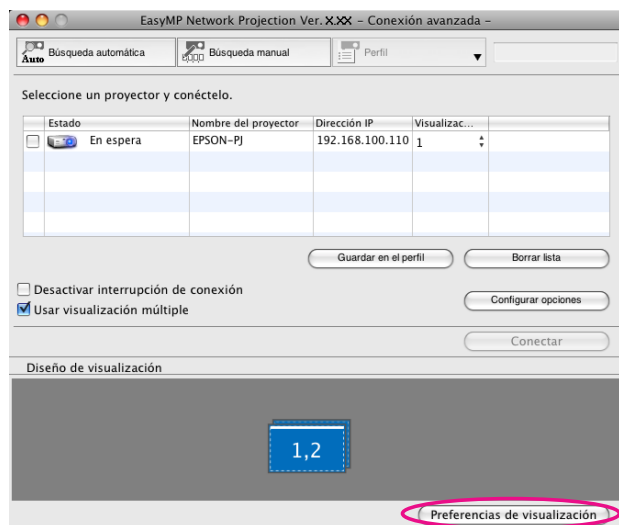 EasyMP Network Projection Ver. X.XX – Conexión avanzada –
Auto Búsqueda automática Búsqueda manual Perfil
Seleccione un proyector y conéctelo.
Estado Nombre del proyector Dirección IP Visualizac...
En espera EPSON-PJ 192.168.100.110 1
Guardar en el perfil Borrar lista
Desactivar interrupción de conexión
Usar visualización múltiple
Configurar opciones
Conectar
Diseño de visualización
1,2
Preferencias de visualización